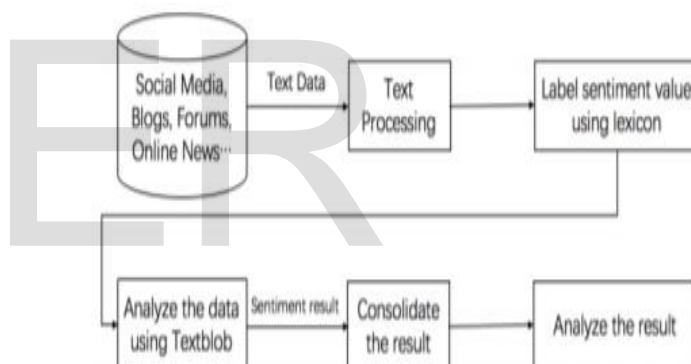 Social Media,
Blogs, Forums,
Online News…
Text Data
Text
Processing
Label sentiment value
using lexicon
Analyze the data
using Textblob
Sentiment result
Consolidate
the result
Analyze the result
ER